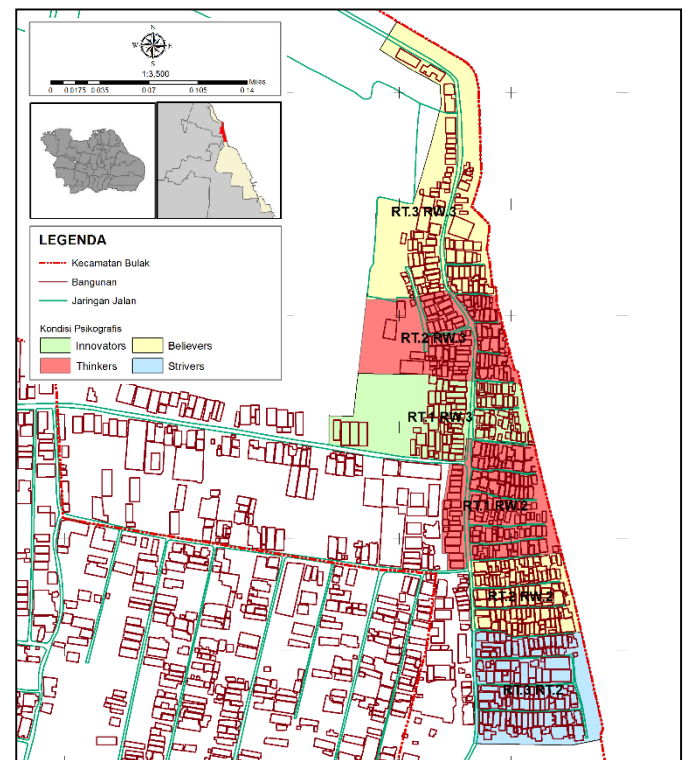 N
W E
S
1:3,500
Miles
0 0.0175 0.035 0.07 0.105 0.14
LEGENDA
Kecamatan Bulak
Bangunan
Jaringan Jalan
Kondisi Psikografis
Innovators Believers
Thinkers Strivers
RT.3 RW.3
RT.2 RW.3
RT.1 RW.3
RT.1 RW.2
RT.2 RW.2
RT.3 RT.2